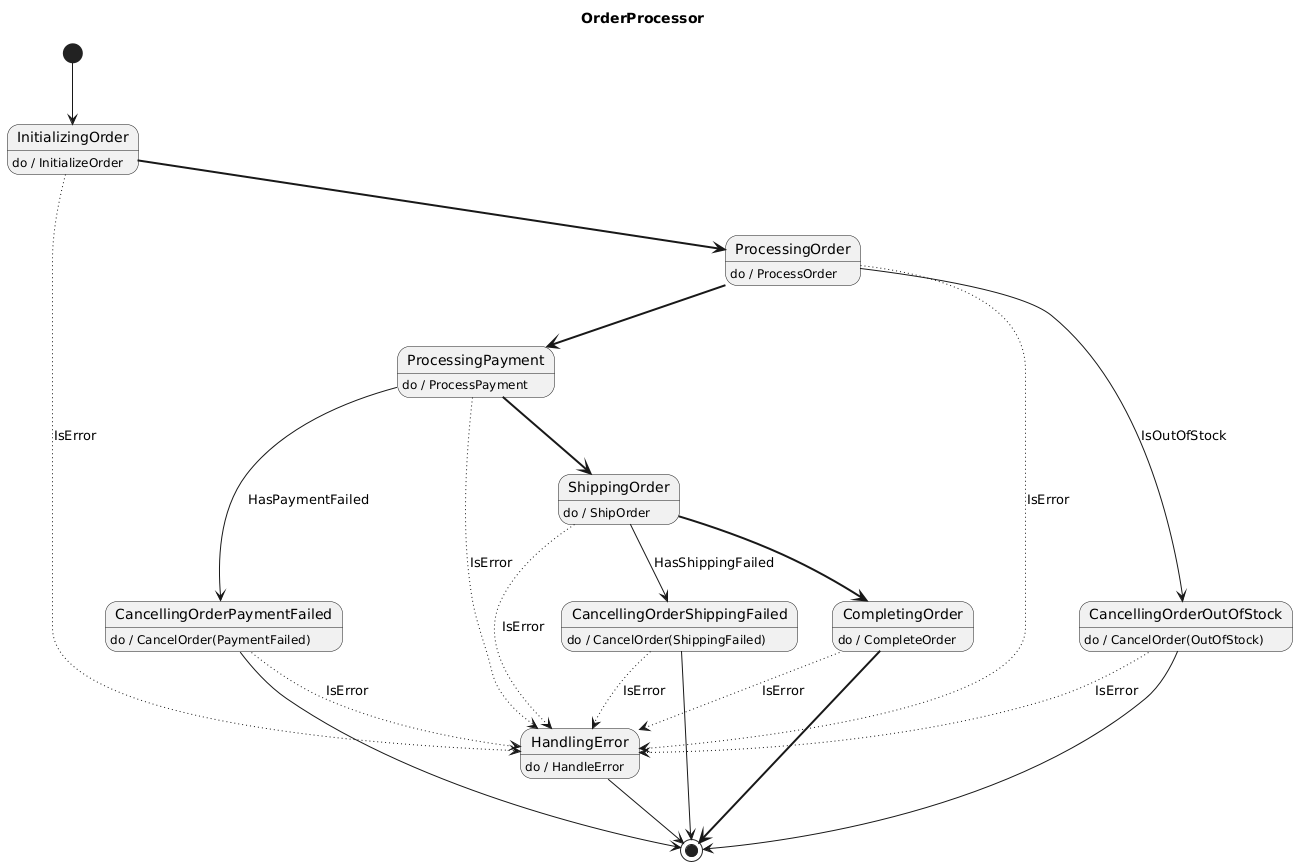 OrderProcessor
InitializingOrder
do / InitializeOrder
ProcessingOrder
do / ProcessOrder
ProcessingPayment
do / ProcessPayment
IsError
IsOutOfStock
ShippingOrder
do / ShipOrder
HasPaymentFailed
IsError
IsError
HasShippingFailed
IsError
CancellingOrderPaymentFailed
do / CancelOrder(PaymentFailed)
CancellingOrderShippingFailed
do / CancelOrder(ShippingFailed)
CompletingOrder
do / CompleteOrder
CancellingOrderOutOfStock
do / CancelOrder(OutOfStock)
IsError
IsError
IsError
IsError
HandlingError
do / HandleError